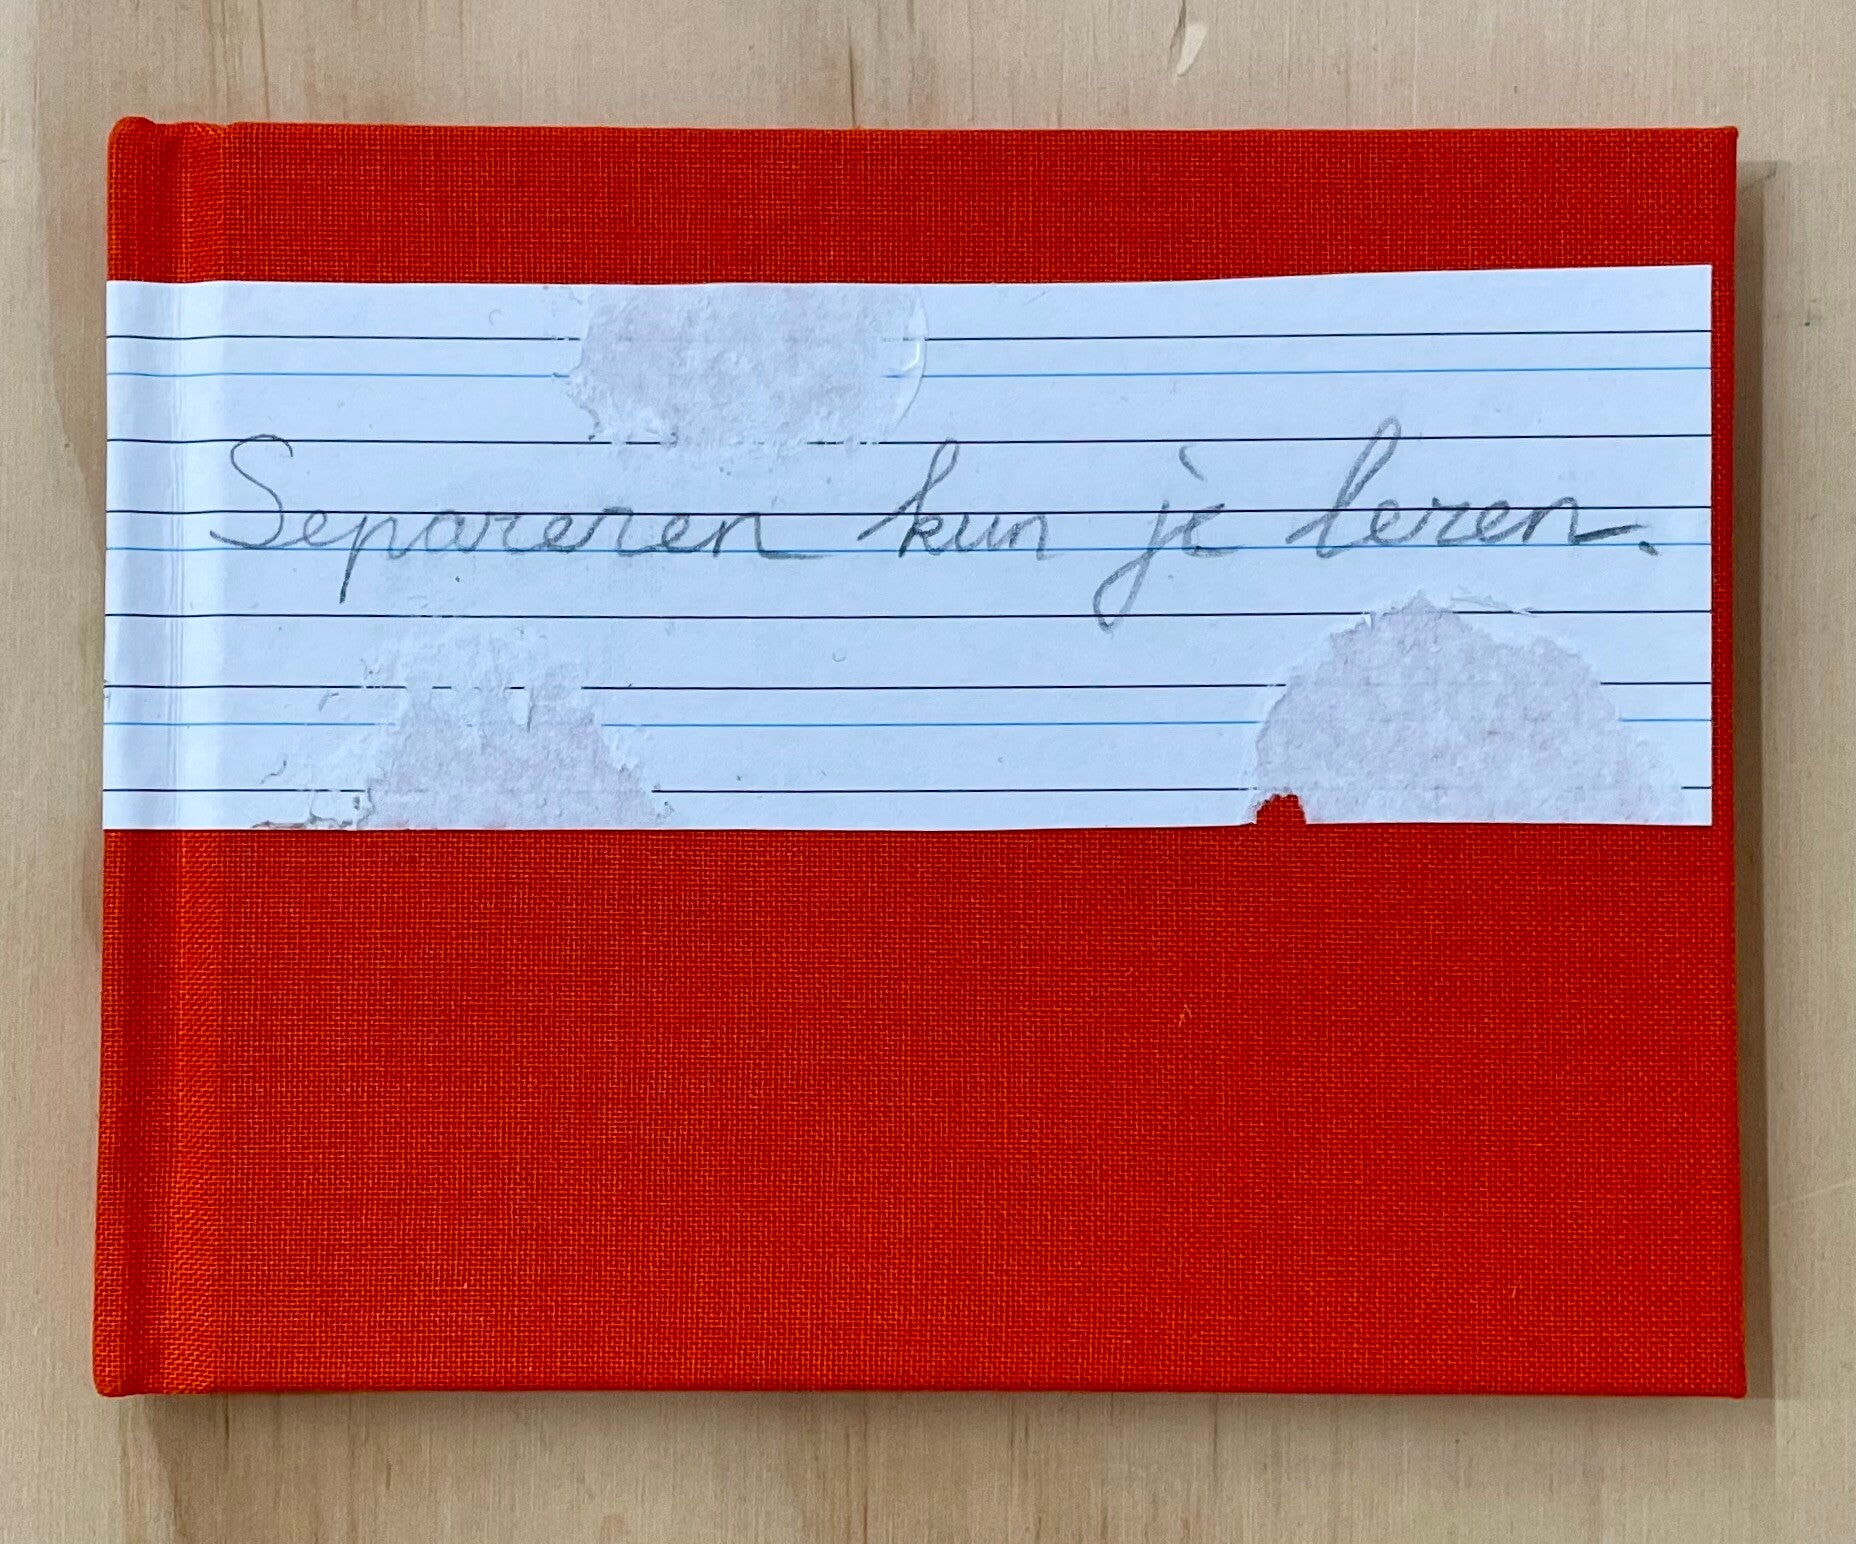 Separeren kun je leren.